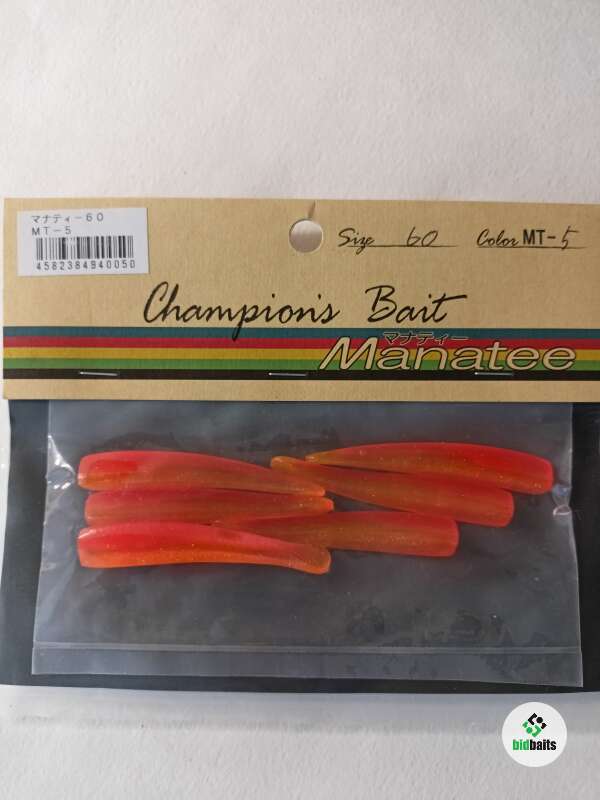 マナティー60
MT-5
4582384940050
Size 60 Color MT-5
Champion's Bait
マナティー
Manatee
bidbaits